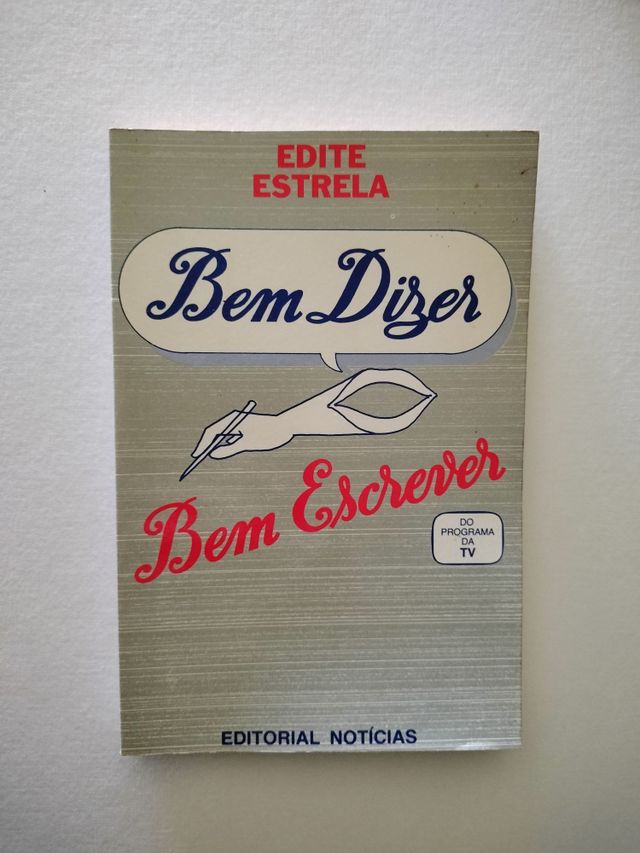 EDITE
ESTRELA
Bem Dizer
Bem Escrever
DO
PROGRAMA
DA
TV
EDITORIAL NOTÍCIAS